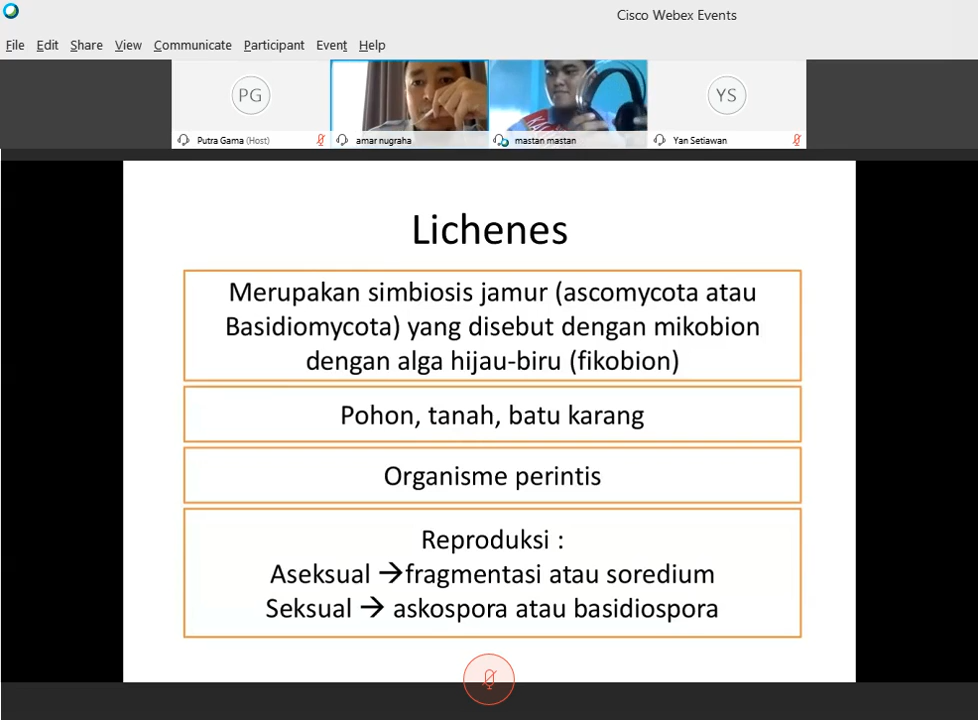 Cisco Webex Events
File Edit Share View Communicate Participant Event Help
PG
YS
Putra Gama (Host)
amar nugraha
mastan mastan
Yan Setiawan
Lichenes
Merupakan simbiosis jamur (ascomycota atau
Basidiomycota) yang disebut dengan mikobion
dengan alga hijau-biru (fikobion)
Pohon, tanah, batu karang
Organisme perintis
Reproduksi :
Aseksual →fragmentasi atau soredium
Seksual → askospora atau basidiospora